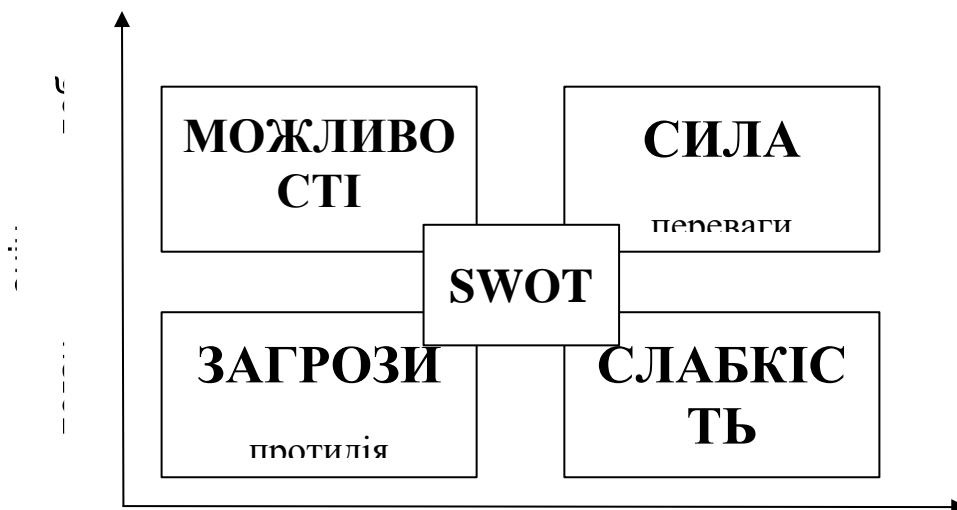 МОЖЛИВО
СТІ
СИЛА
переваги
SWOT
ЗАГРОЗИ
протидія
СЛАБКІС
ТЬ